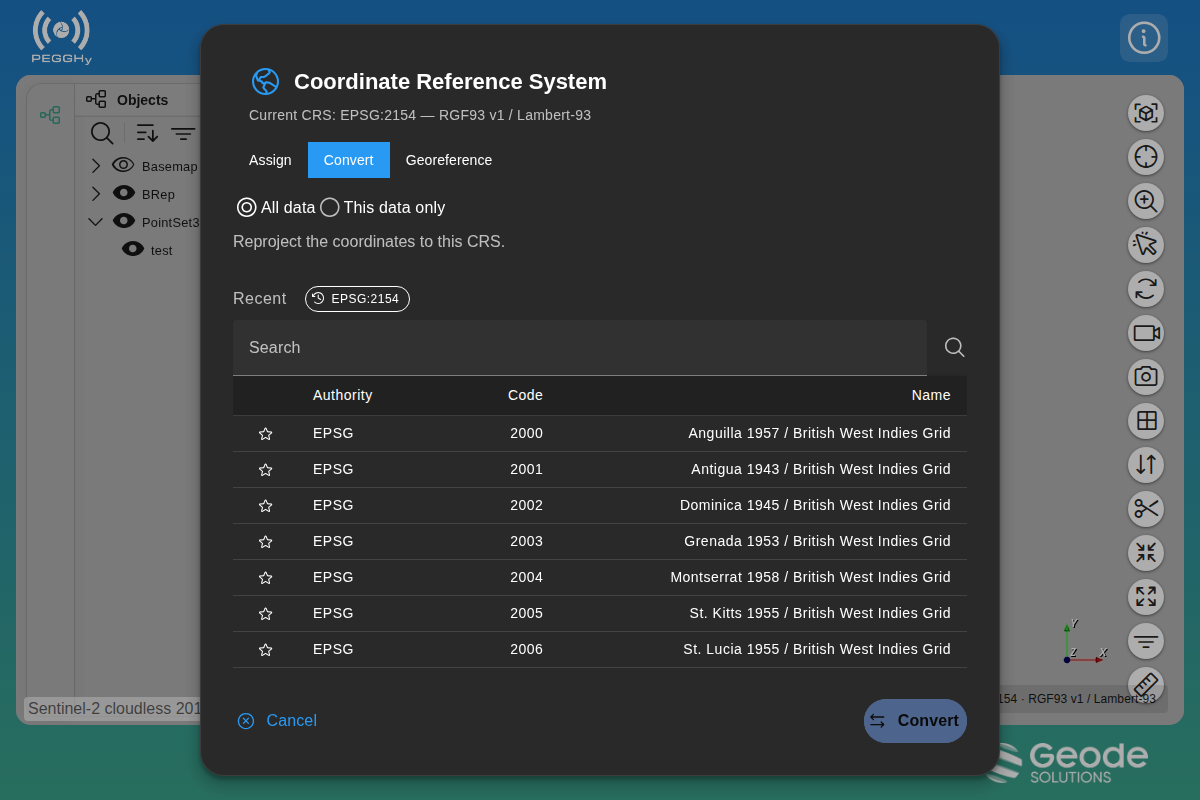 PEGGHy
Coordinate Reference System
Objects
Current CRS: EPSG:2154 — RGF93 v1 / Lambert-93
Assign Convert Georeference
Basemap
BRep
PointSet3
test
All data This data only
Reproject the coordinates to this CRS.
Recent EPSG:2154
Search
Authority Code Name
EPSG 2000 Anguilla 1957 / British West Indies Grid
EPSG 2001 Antigua 1943 / British West Indies Grid
EPSG 2002 Dominica 1945 / British West Indies Grid
EPSG 2003 Grenada 1953 / British West Indies Grid
EPSG 2004 Montserrat 1958 / British West Indies Grid
EPSG 2005 St. Kitts 1955 / British West Indies Grid
EPSG 2006 St. Lucia 1955 / British West Indies Grid
Y
Z X
154 · RGF93 v1 / Lambert-93
Sentinel-2 cloudless 201
Cancel Convert
Geode
SOLUTIONS